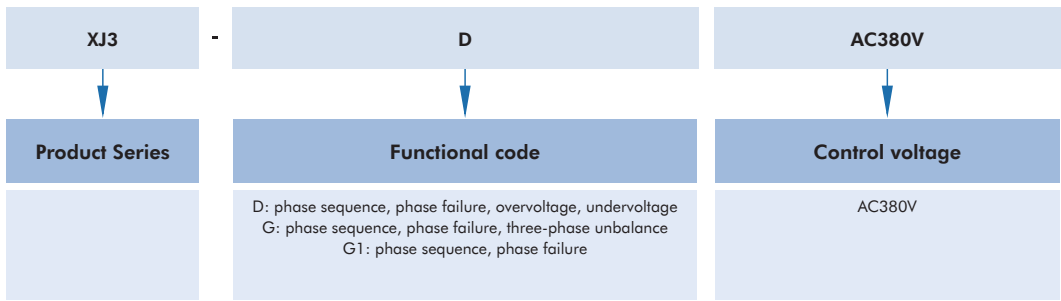 XJ3 - D AC380V
Product Series Functional code Control voltage
D: phase sequence, phase failure, overvoltage, undervoltage AC380V
G: phase sequence, phase failure, three-phase unbalance
G1: phase sequence, phase failure